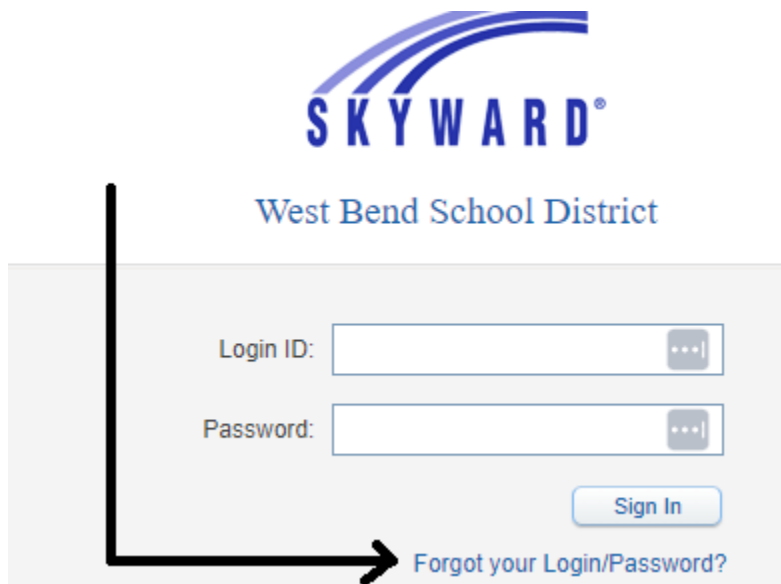 SKYWARD®
West Bend School District
Login ID:
Password:
Sign In
Forgot your Login/Password?